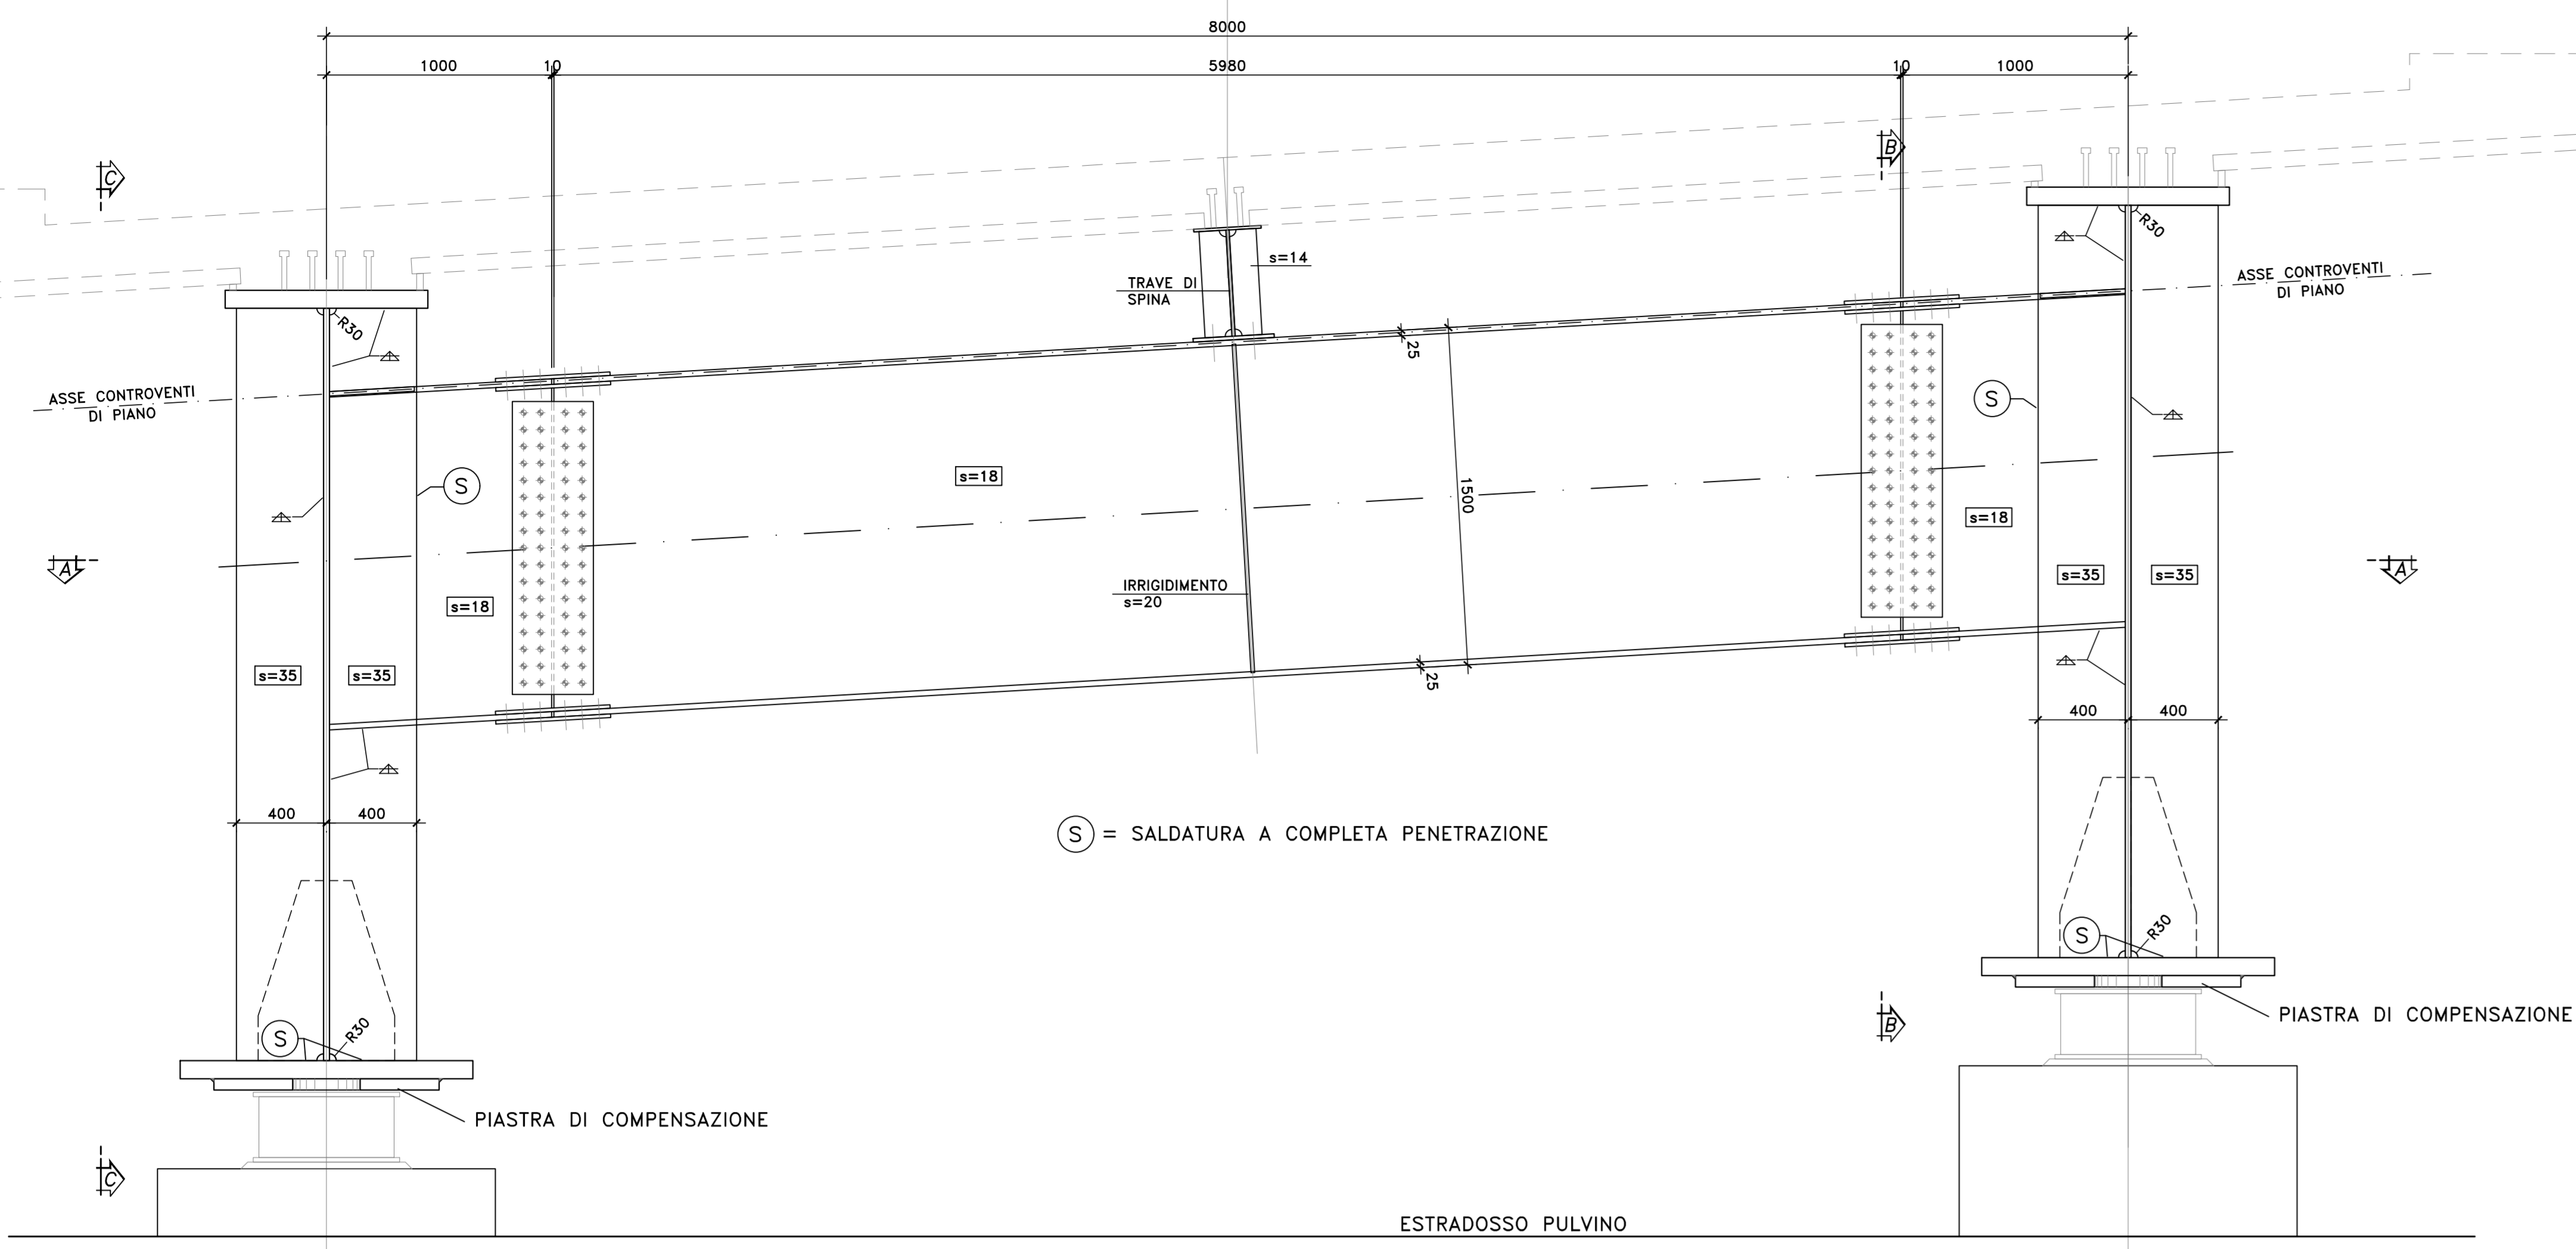 8000
1000
10
5980
10
1000
C
B
R30
s=14
TRAVE DI
SPINA
ASSE CONTROVENTI
DI PIANO
R30
25
ASSE CONTROVENTI
DI PIANO
S
S
s=18
1500
s=18
A
A
s=35
s=35
IRRIGIDIMENTO
s=20
s=18
s=35
s=35
25
400
400
400
400
S = SALDATURA A COMPLETA PENETRAZIONE
S
R30
S
R30
PIASTRA DI COMPENSAZIONE
B
PIASTRA DI COMPENSAZIONE
C
ESTRADOSSO PULVINO